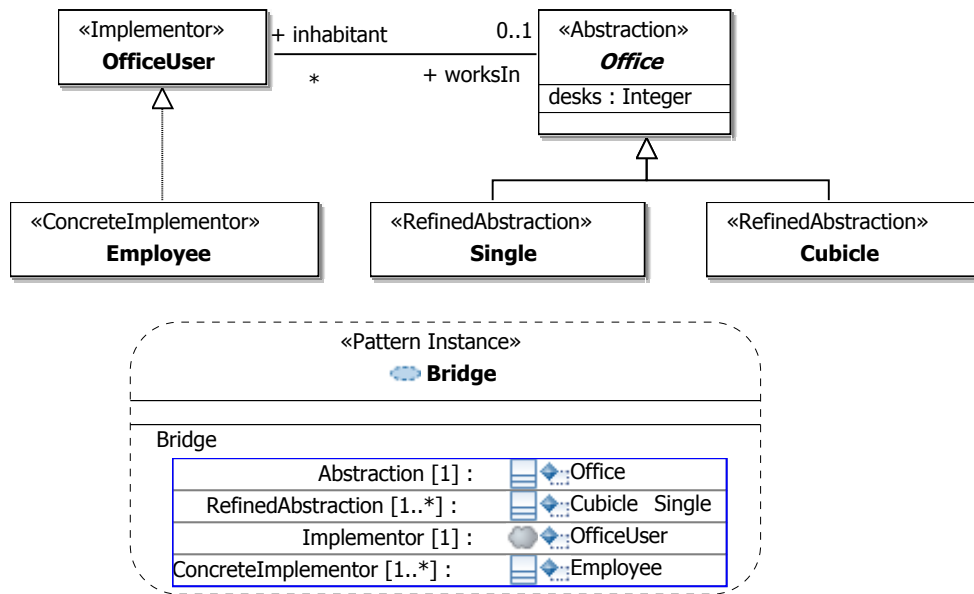 «Implementor»
OfficeUser
+ inhabitant
*
0..1
+ worksIn
«Abstraction»
Office
desks : Integer
«ConcreteImplementor»
Employee
«RefinedAbstraction»
Single
«RefinedAbstraction»
Cubicle
«Pattern Instance»
Bridge
Bridge
Abstraction [1] : Office
RefinedAbstraction [1..*] : Cubicle Single
Implementor [1] : OfficeUser
ConcreteImplementor [1..*] : Employee